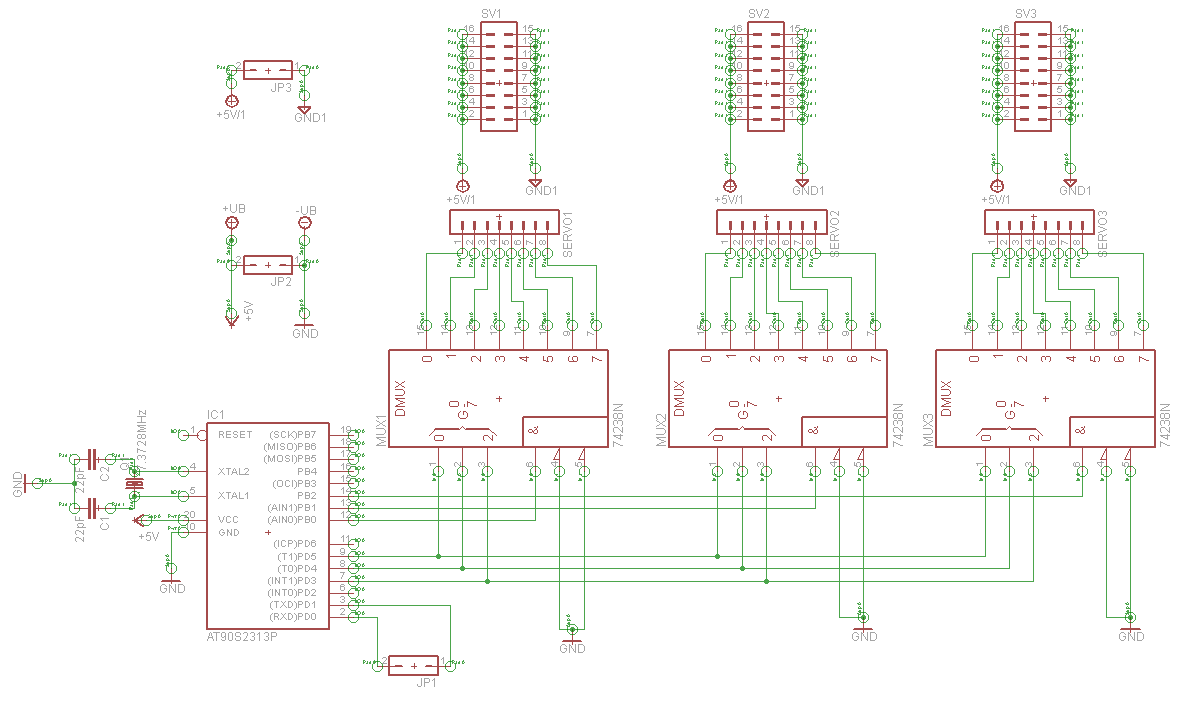 SV1
SV2
SV3
16 15
14 13
12 11
10 9
8 7
6 5
4 3
2 1
16 15
14 13
12 11
10 9
8 7
6 5
4 3
2 1
16 15
14 13
12 11
10 9
8 7
6 5
4 3
2 1
2 1
JP3
+5V/1
GND1
+5V/1
GND1
+5V/1
GND1
+5V/1
GND1
+UB
-UB
2 1
JP2
+5V
GND
SERVO1
1 2 3 4 5 6 7 8
SERVO2
1 2 3 4 5 6 7 8
SERVO3
1 2 3 4 5 6 7 8
15 14 13 12 11 10 9 7
0 1 2 3 4 5 6 7
DMUX
G 0 7
0 2
&
MUX1
74238N
1 2 3 6 4 5
15 14 13 12 11 10 9 7
0 1 2 3 4 5 6 7
DMUX
G 0 7
0 2
&
MUX2
74238N
1 2 3 6 4 5
15 14 13 12 11 10 9 7
0 1 2 3 4 5 6 7
DMUX
G 0 7
0 2
&
MUX3
74238N
1 2 3 6 4 5
IC1
1 RESET
4 XTAL2
5 XTAL1
20 VCC
10 GND
(SCK)PB7 19
(MISO)PB6 18
(MOSI)PB5 17
PB4 16
(OCI)PB3 15
PB2 14
(AIN1)PB1 13
(AIN0)PB0 12
(ICP)PD6 11
(T1)PD5 9
(T0)PD4 8
(INT1)PD3 7
(INT0)PD2 6
(TXD)PD1 3
(RXD)PD0 2
AT90S2313P
7.3728MHz
Q1
C2
22pF
C1
22pF
GND
+5V
GND
2 1
JP1
GND
GND
GND